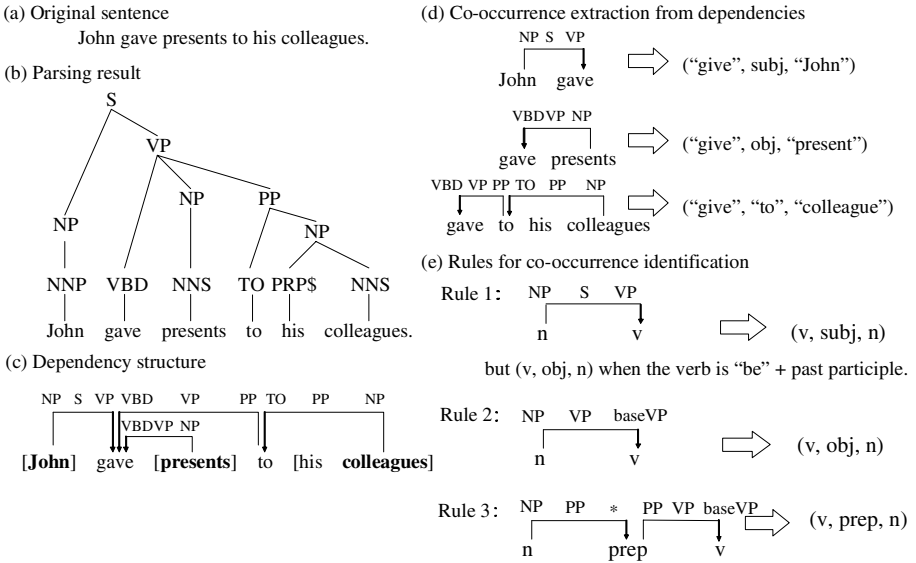 (a) Original sentence
John gave presents to his colleagues.
(b) Parsing result
S
VP
NP
PP
NP
NP
NNP VBD NNS TO PRP$ NNS
John gave presents to his colleagues.
(c) Dependency structure
NP S VP VBD VP PP TO PP NP
VBDVP NP
[John] gave [presents] to [his colleagues]
(d) Co-occurrence extraction from dependencies
NP S VP
John gave
(“give”, subj, “John”)
VBDVP NP
gave presents
(“give”, obj, “present”)
VBD VP PP TO PP NP
gave to his colleagues
(“give”, “to”, “colleague”)
(e) Rules for co-occurrence identification
Rule 1:
NP S VP
n v
(v, subj, n)
but (v, obj, n) when the verb is “be” + past participle.
Rule 2:
NP VP baseVP
n v
(v, obj, n)
Rule 3:
NP PP * PP VP baseVP
n prep v
(v, prep, n)